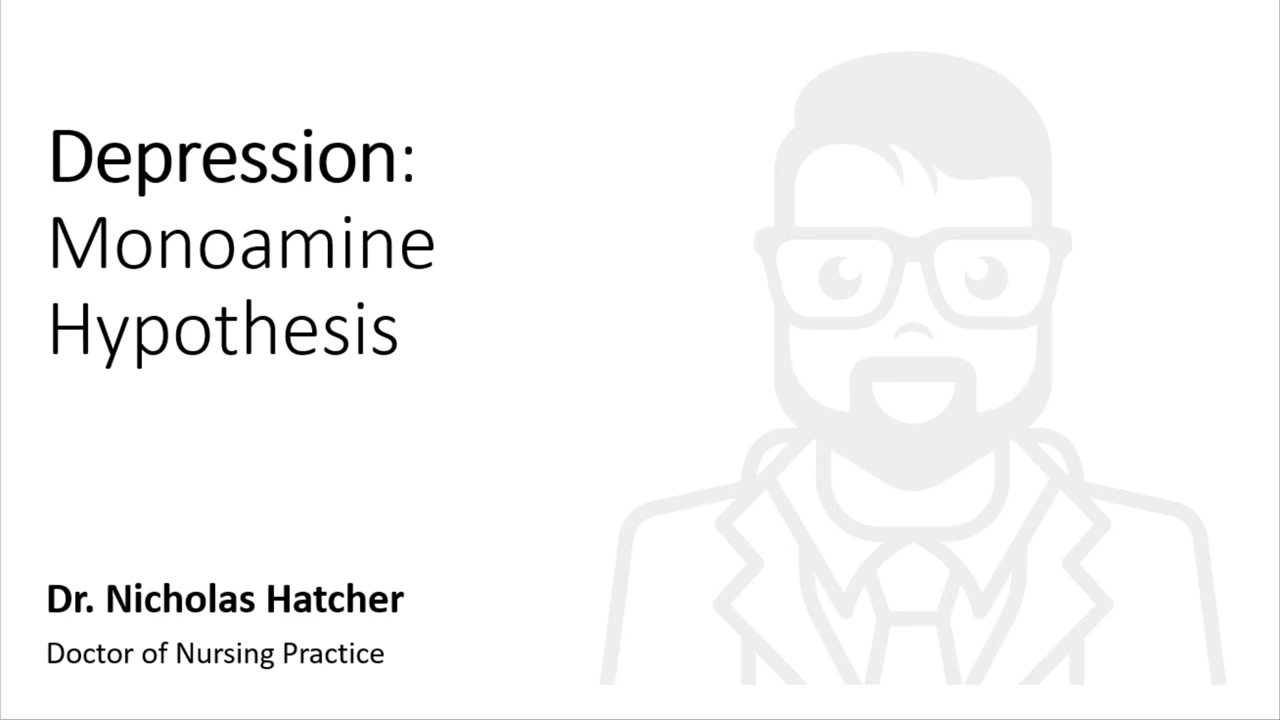 Depression:
Monoamine
Hypothesis
Dr. Nicholas Hatcher
Doctor of Nursing Practice